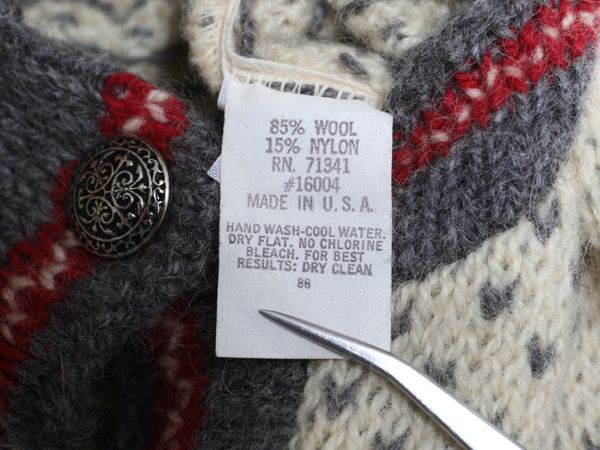 85% WOOL
15% NYLON
RN. 71341
#16004
MADE IN U.S.A.
HAND WASH-COOL WATER.
DRY FLAT. NO CHLORINE
BLEACH. FOR BEST
RESULTS: DRY CLEAN
88